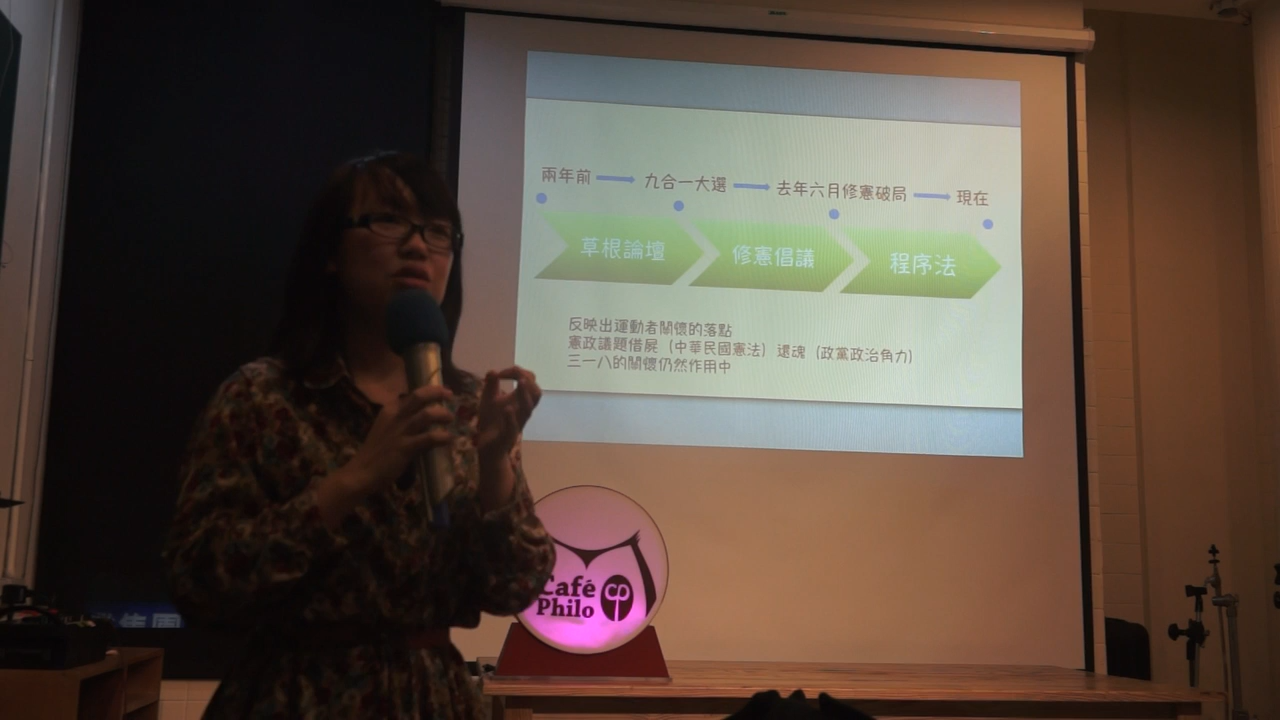 兩年前 九合一大選 去年六月修憲破局 現在
草根論壇 修憲倡議 程序法
反映出運動者關懷的落點
憲政議題借屍（中華民國憲法）還魂（政黨政治角力）
三一八的關懷仍然作用中
Café
Philo
CP
集團